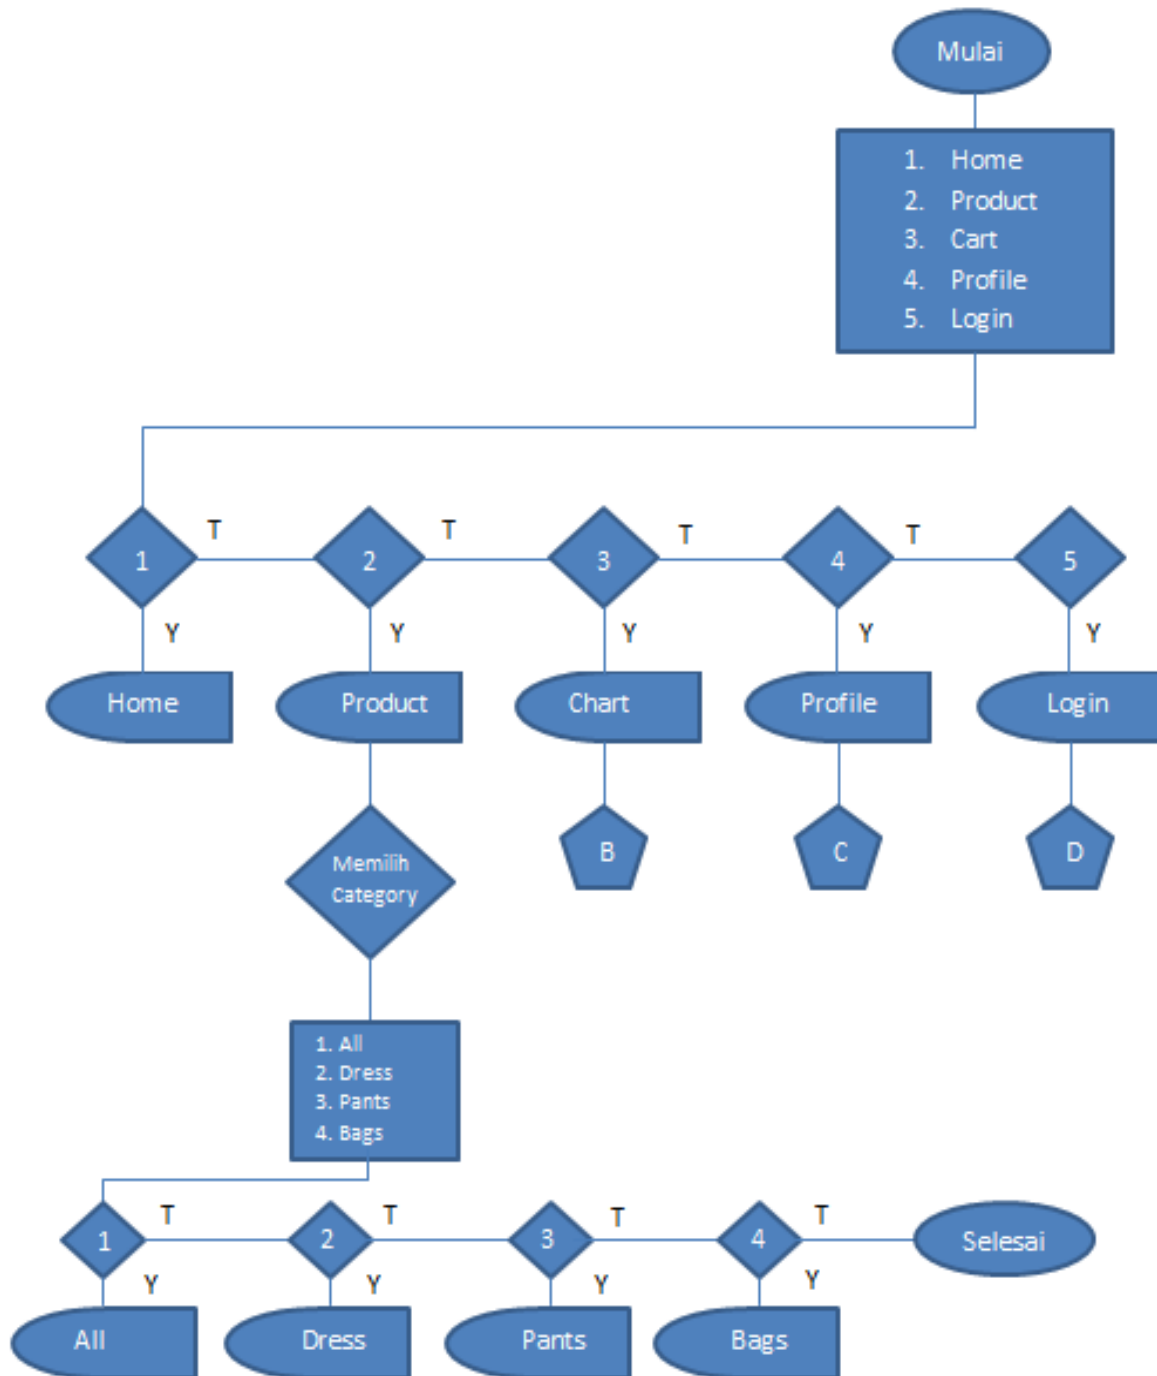 Mulai
1. Home
2. Product
3. Cart
4. Profile
5. Login
1 T 2 T 3 T 4 T 5
Y Y Y Y Y
Home Product Chart Profile Login
Memilih
Category
B C D
1. All
2. Dress
3. Pants
4. Bags
1 T 2 T 3 T 4 T Selesai
Y Y Y Y
All Dress Pants Bags